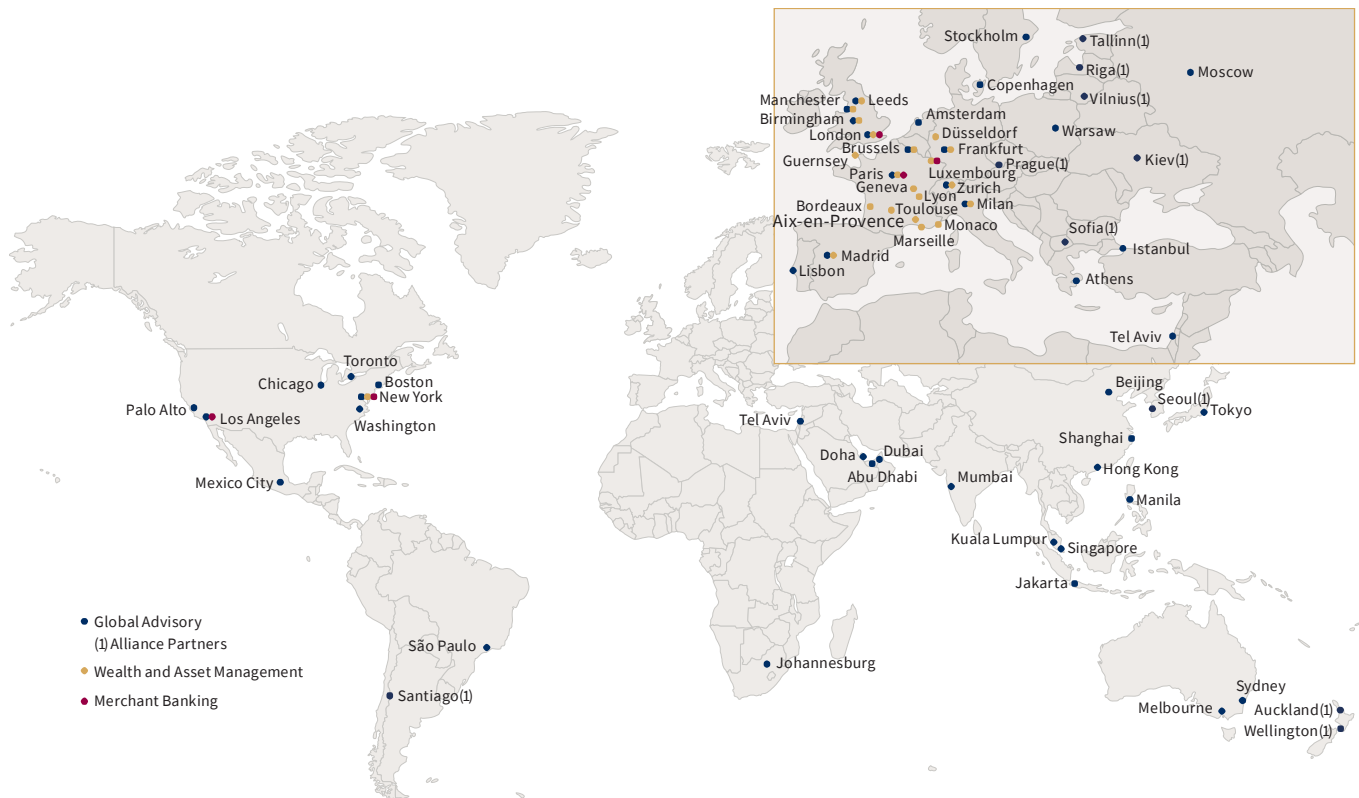 Stockholm
Tallinn(1)
Riga(1)
Moscow
Copenhagen
Vilnius(1)
Manchester
Leeds
Birmingham
Amsterdam
London
Düsseldorf
Warsaw
Brussels
Frankfurt
Guernsey
Prague(1)
Kiev(1)
Paris
Luxembourg
Geneva
Zurich
Lyon
Bordeaux
Toulouse
Milan
Aix-en-Provence
Monaco
Sofia(1)
Marseille
Istanbul
Madrid
Lisbon
Athens
Tel Aviv
Toronto
Chicago
Boston
New York
Palo Alto
Los Angeles
Washington
Mexico City
Tel Aviv
Beijing
Seoul(1)
Tokyo
Shanghai
Doha
Dubai
Abu Dhabi
Mumbai
Hong Kong
Manila
Kuala Lumpur
Singapore
Jakarta
Global Advisory
(1) Alliance Partners
Wealth and Asset Management
Merchant Banking
São Paulo
Santiago(1)
Johannesburg
Sydney
Melbourne
Auckland(1)
Wellington(1)